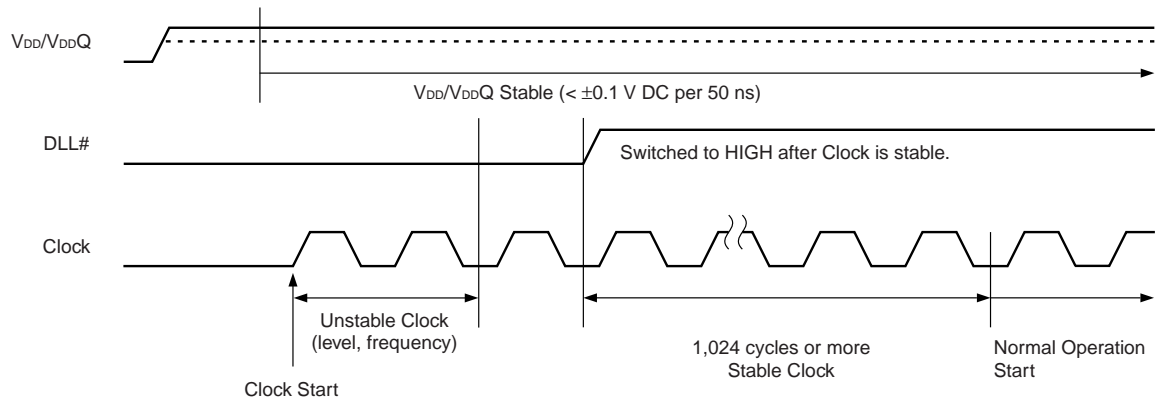 VDD/VDDQ
VDD/VDDQ Stable (< ±0.1 V DC per 50 ns)
DLL#
Switched to HIGH after Clock is stable.
Clock
Unstable Clock
(level, frequency)
1,024 cycles or more
Stable Clock
Normal Operation
Start
Clock Start